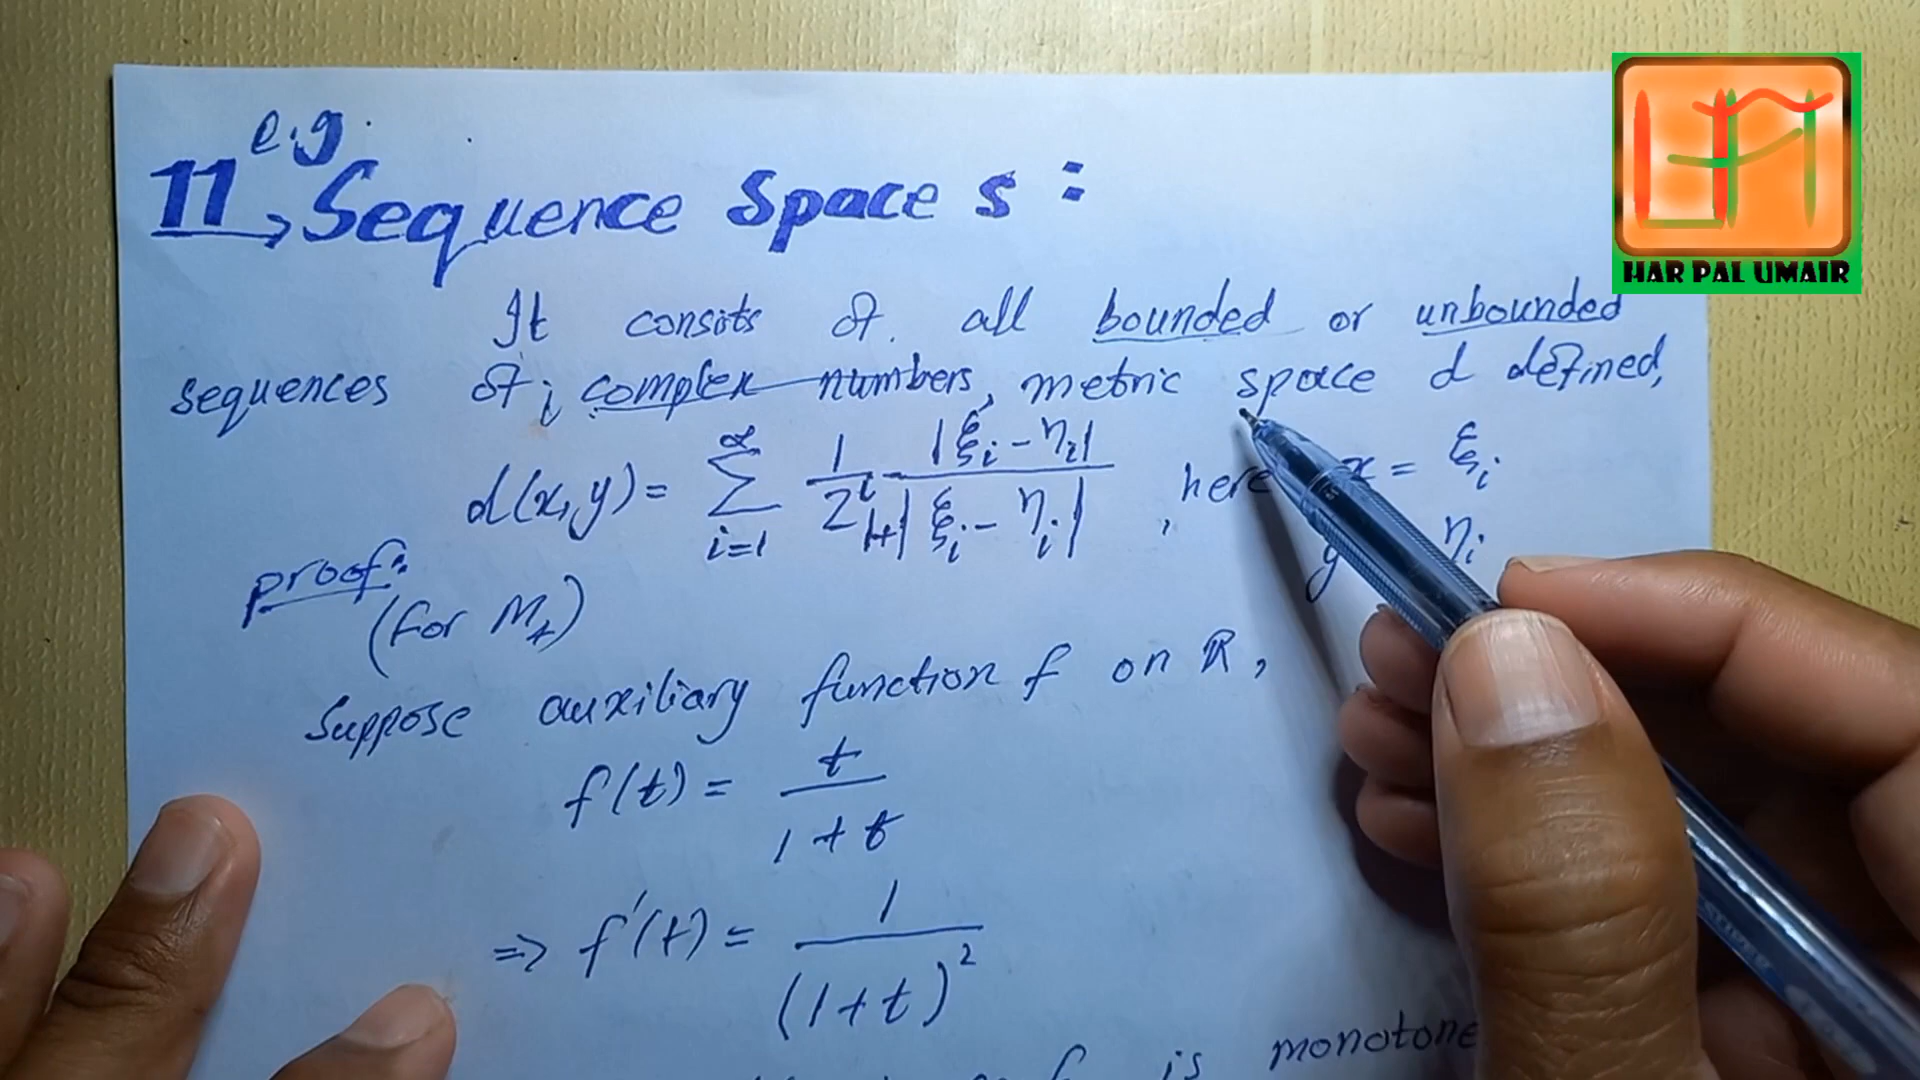 e.g.
11 → Sequence space s :
It consits of all bounded or unbounded
sequences of complex numbers, metric space d defined,
d(x,y) = ∑_{i=1}^{∝} 1/2^i |ξ_i - η_i| / 1+|ξ_i - η_i| , here x = ξ_i
y η_i
proof:
(for M_4)
Suppose auxiliary function f on ℝ,
f(t) = t / 1+t
=> f'(t) = 1 / (1+t)^2
f is monotone
HAR PAL UMAIR